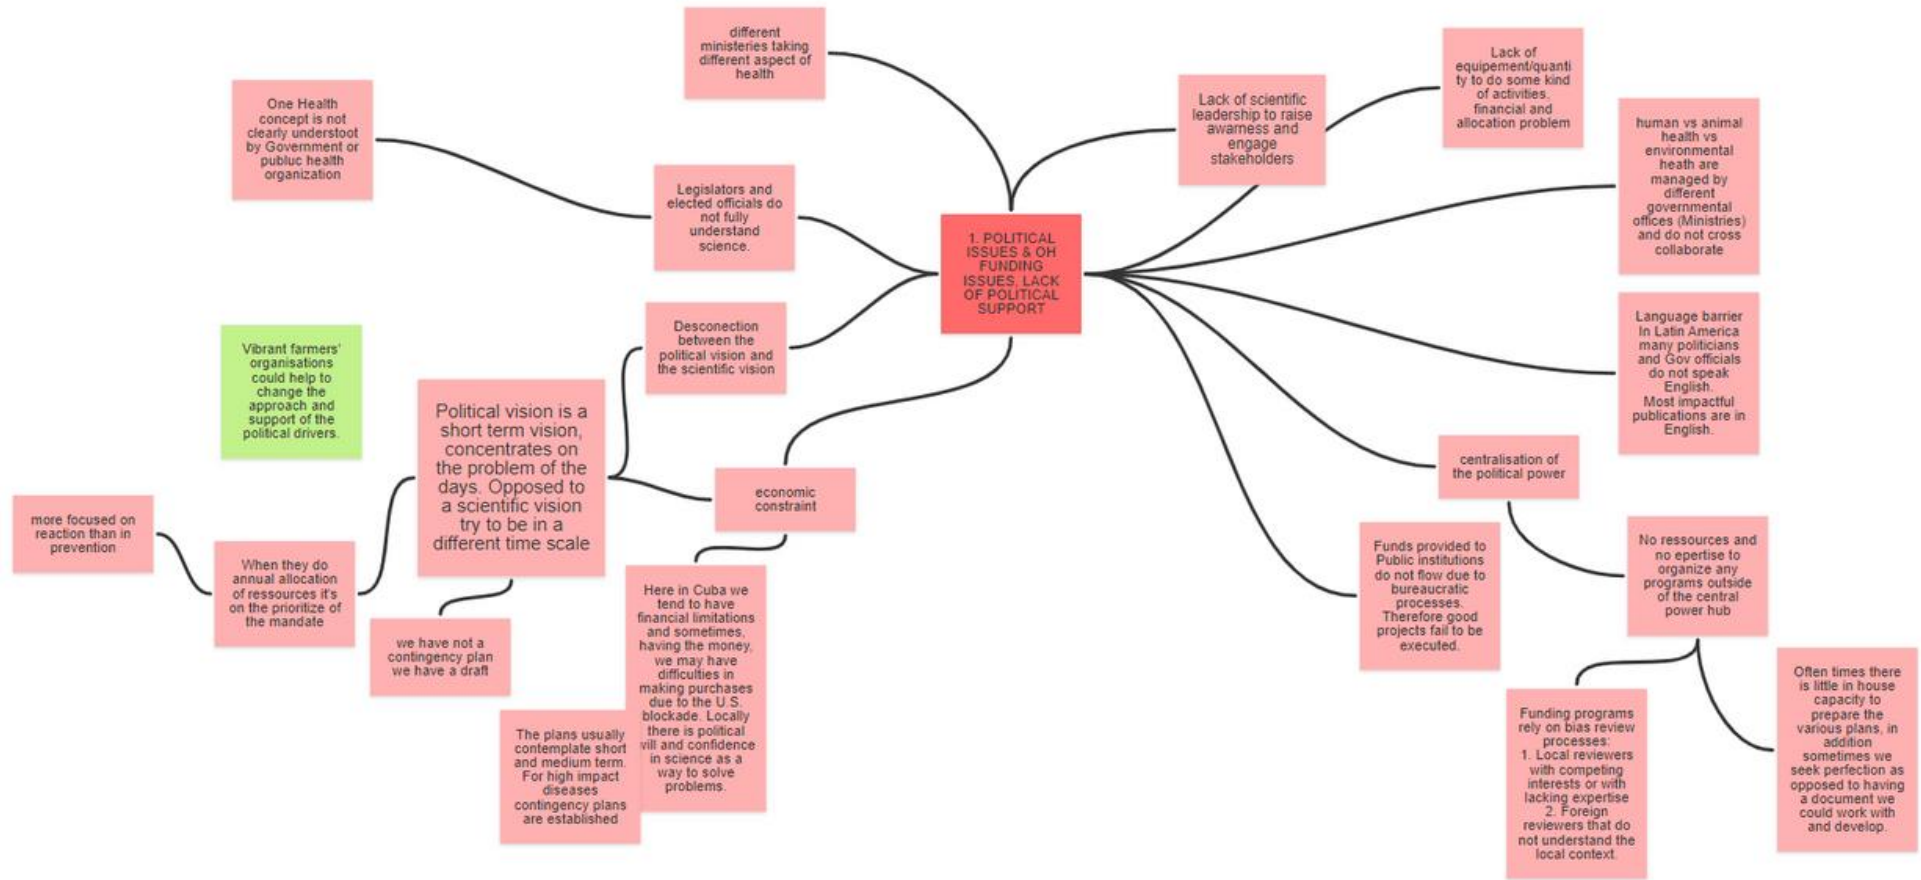 different
ministeries taking
different aspect of
health
One Health
concept is not
clearly understoot
by Government or
publuc health
organization
Legislators and
elected officials do
not fully
understand
science.
1. POLITICAL
ISSUES & OH
FUNDING
ISSUES, LACK
OF POLITICAL
SUPPORT
Lack of scientific
leadership to raise
awarness and
engage
stakeholders
Lack of
equipement/quanti
ty to do some kind
of activities,
financial and
allocation problem
human vs animal
health vs
environmental
heath are
managed by
different
governmental
offices (Ministries)
and do not cross
collaborate
Desconection
between the
political vision and
the scientific vision
Vibrant farmers'
organisations
could help to
change the
approach and
support of the
political drivers.
Political vision is a
short term vision,
concentrates on
the problem of the
days. Opposed to
a scientific vision
try to be in a
different time scale
economic
constraint
Language barrier
In Latin America
many politicians
and Gov officials
do not speak
English.
Most impactful
publications are in
English.
centralisation of
the political power
more focused on
reaction than in
prevention
When they do
annual allocation
of ressources it's
on the prioritize of
the mandate
we have not a
contingency plan
we have a draft
Here in Cuba we
tend to have
financial limitations
and sometimes,
having the money,
we may have
difficulties in
making purchases
due to the U.S.
blockade. Locally
there is political
will and confidence
in science as a
way to solve
problems.
The plans usually
contemplate short
and medium term.
For high impact
diseases
contingency plans
are established
Funds provided to
Public institutions
do not flow due to
bureaucratic
processes.
Therefore good
projects fail to be
executed.
No ressources and
no epertise to
organize any
programs outside
of the central
power hub
Funding programs
rely on bias review
processes:
1. Local reviewers
with competing
interests or with
lacking expertise
2. Foreign
reviewers that do
not understand the
local context.
Often times there
is little in house
capacity to
prepare the
various plans, in
addition
sometimes we
seek perfection as
opposed to having
a document we
could work with
and develop.